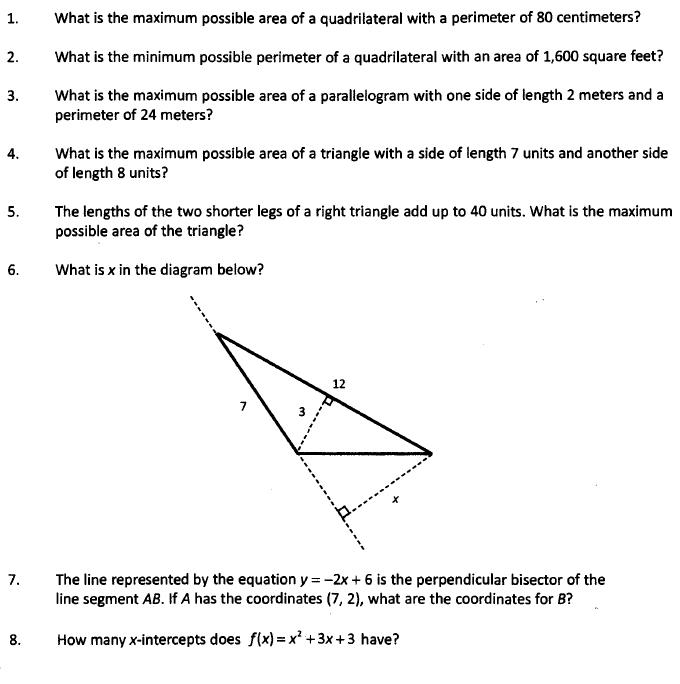 1. What is the maximum possible area of a quadrilateral with a perimeter of 80 centimeters?
2. What is the minimum possible perimeter of a quadrilateral with an area of 1,600 square feet?
3. What is the maximum possible area of a parallelogram with one side of length 2 meters and a
perimeter of 24 meters?
4. What is the maximum possible area of a triangle with a side of length 7 units and another side
of length 8 units?
5. The lengths of the two shorter legs of a right triangle add up to 40 units. What is the maximum
possible area of the triangle?
6. What is x in the diagram below?
12
7
3
x
7. The line represented by the equation y = −2x + 6 is the perpendicular bisector of the
line segment AB. If A has the coordinates (7, 2), what are the coordinates for B?
8. How many x-intercepts does f(x) = x² + 3x + 3 have?